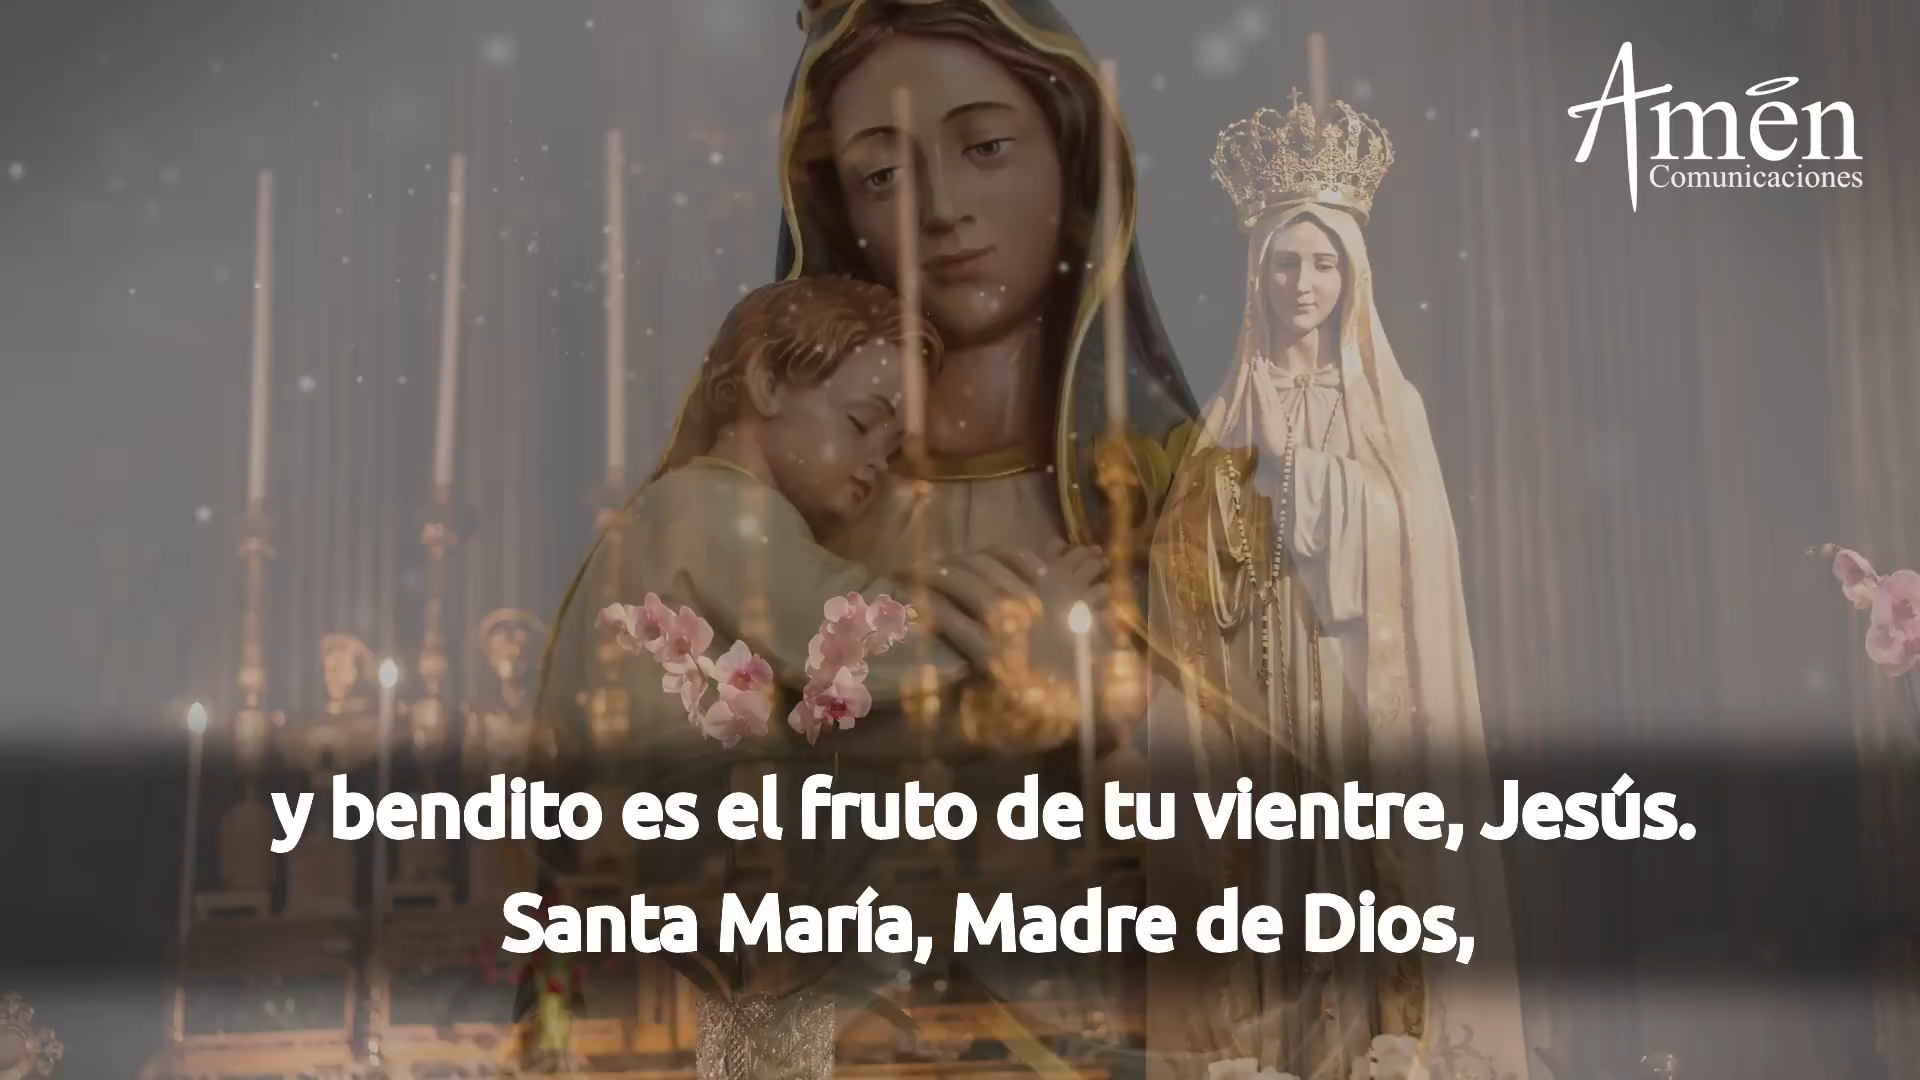 Amén
Comunicaciones
y bendito es el fruto de tu vientre, Jesús.
Santa María, Madre de Dios,